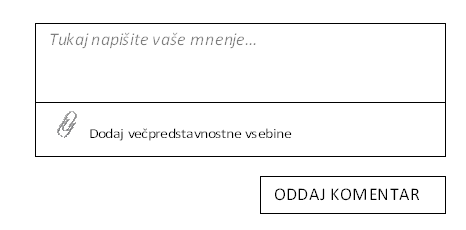 Tukaj napišite vaše mnenje...
Dodaj večpredstavnostne vsebine
ODDAJ KOMENTAR